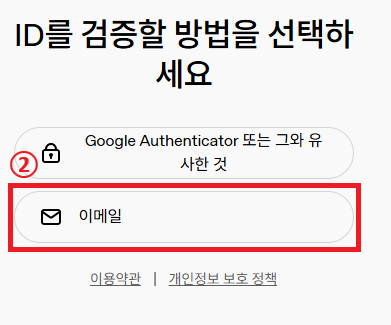 ID를 검증할 방법을 선택하
세요
Google Authenticator 또는 그와 유
사한 것
②
이메일
이용약관 | 개인정보 보호 정책